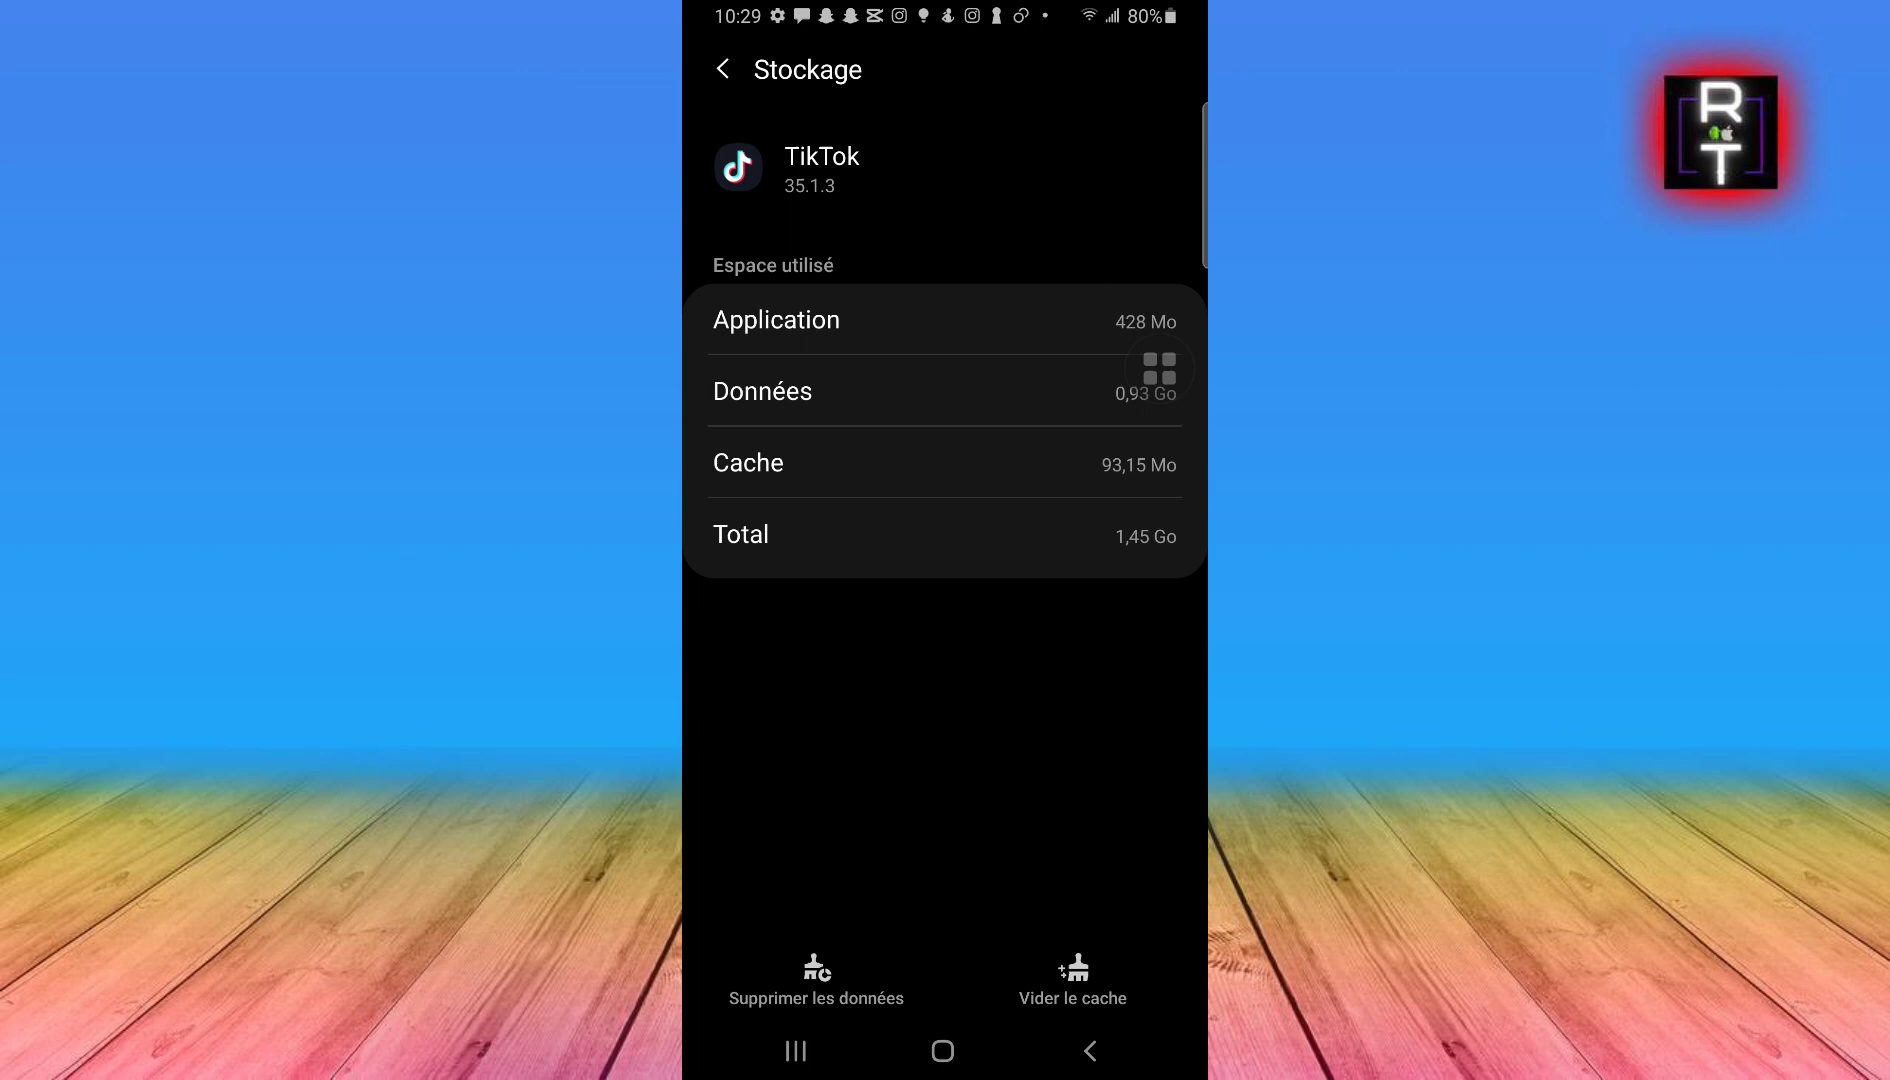 10:29 80%
Stockage
TikTok
35.1.3
Espace utilisé
Application 428 Mo
Données 0,93 Go
Cache 93,15 Mo
Total 1,45 Go
Supprimer les données Vider le cache
R
T